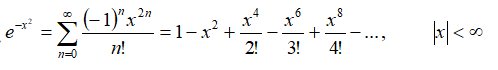 . e^{-x^2} = \sum_{n=0}^{\infty} \frac{(-1)^n x^{2n}}{n!} = 1 - x^2 + \frac{x^4}{2!} - \frac{x^6}{3!} + \frac{x^8}{4!} - ..., |x| < \infty